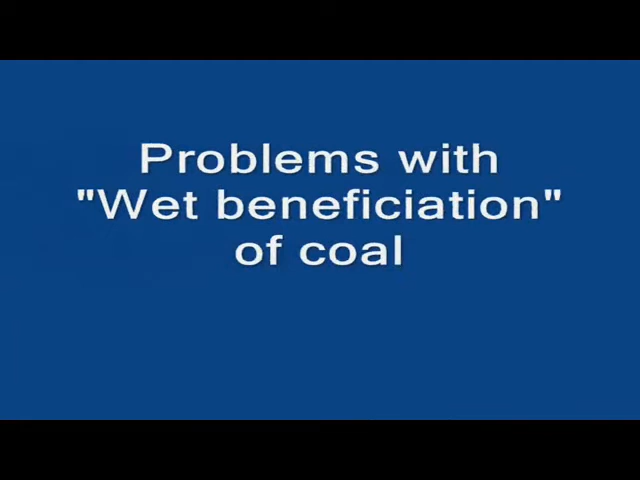 Problems with
"Wet beneficiation"
of coal